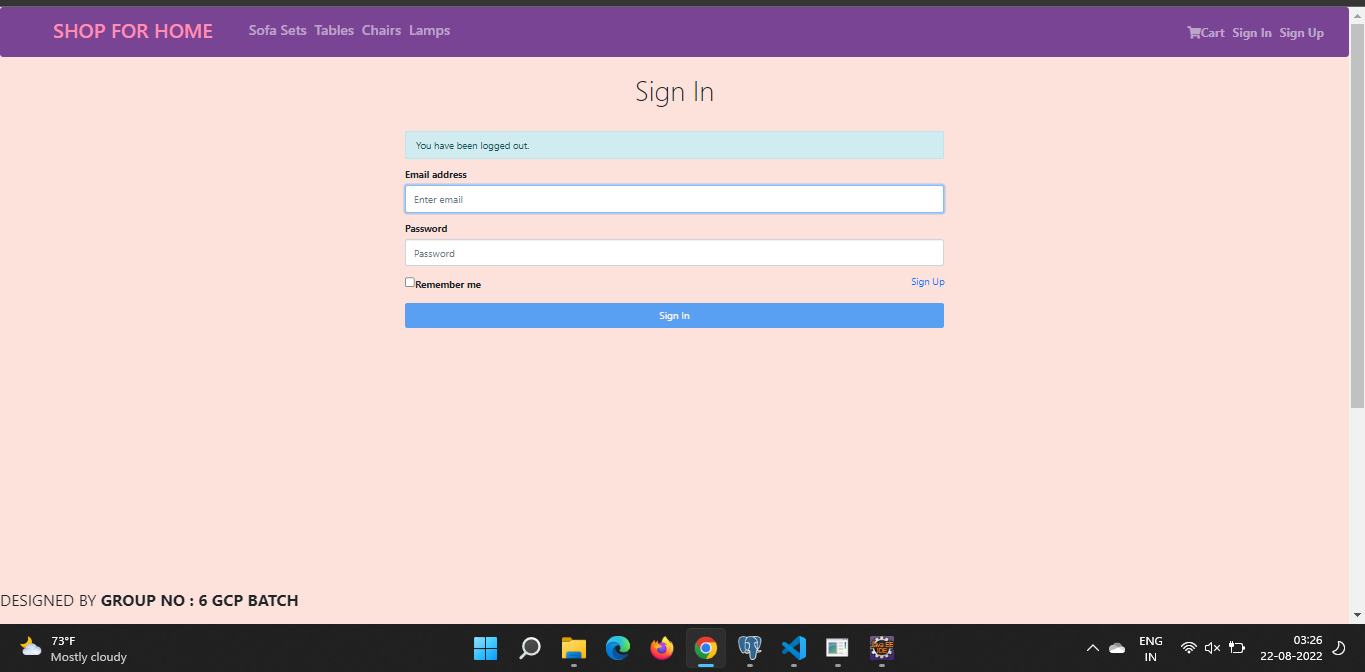 SHOP FOR HOME Sofa Sets Tables Chairs Lamps Cart Sign In Sign Up
Sign In
You have been logged out.
Email address
Enter email
Password
Password
Remember me Sign Up
Sign In
DESIGNED BY GROUP NO : 6 GCP BATCH
73°F
Mostly cloudy
ENG
IN
03:26
22-08-2022